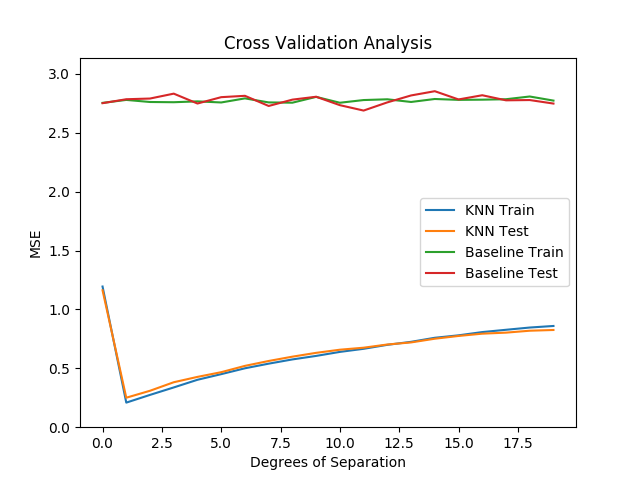 Cross Validation Analysis
3.0
2.5
2.0
1.5
1.0
0.5
0.0
MSE
KNN Train
KNN Test
Baseline Train
Baseline Test
0.0 2.5 5.0 7.5 10.0 12.5 15.0 17.5
Degrees of Separation